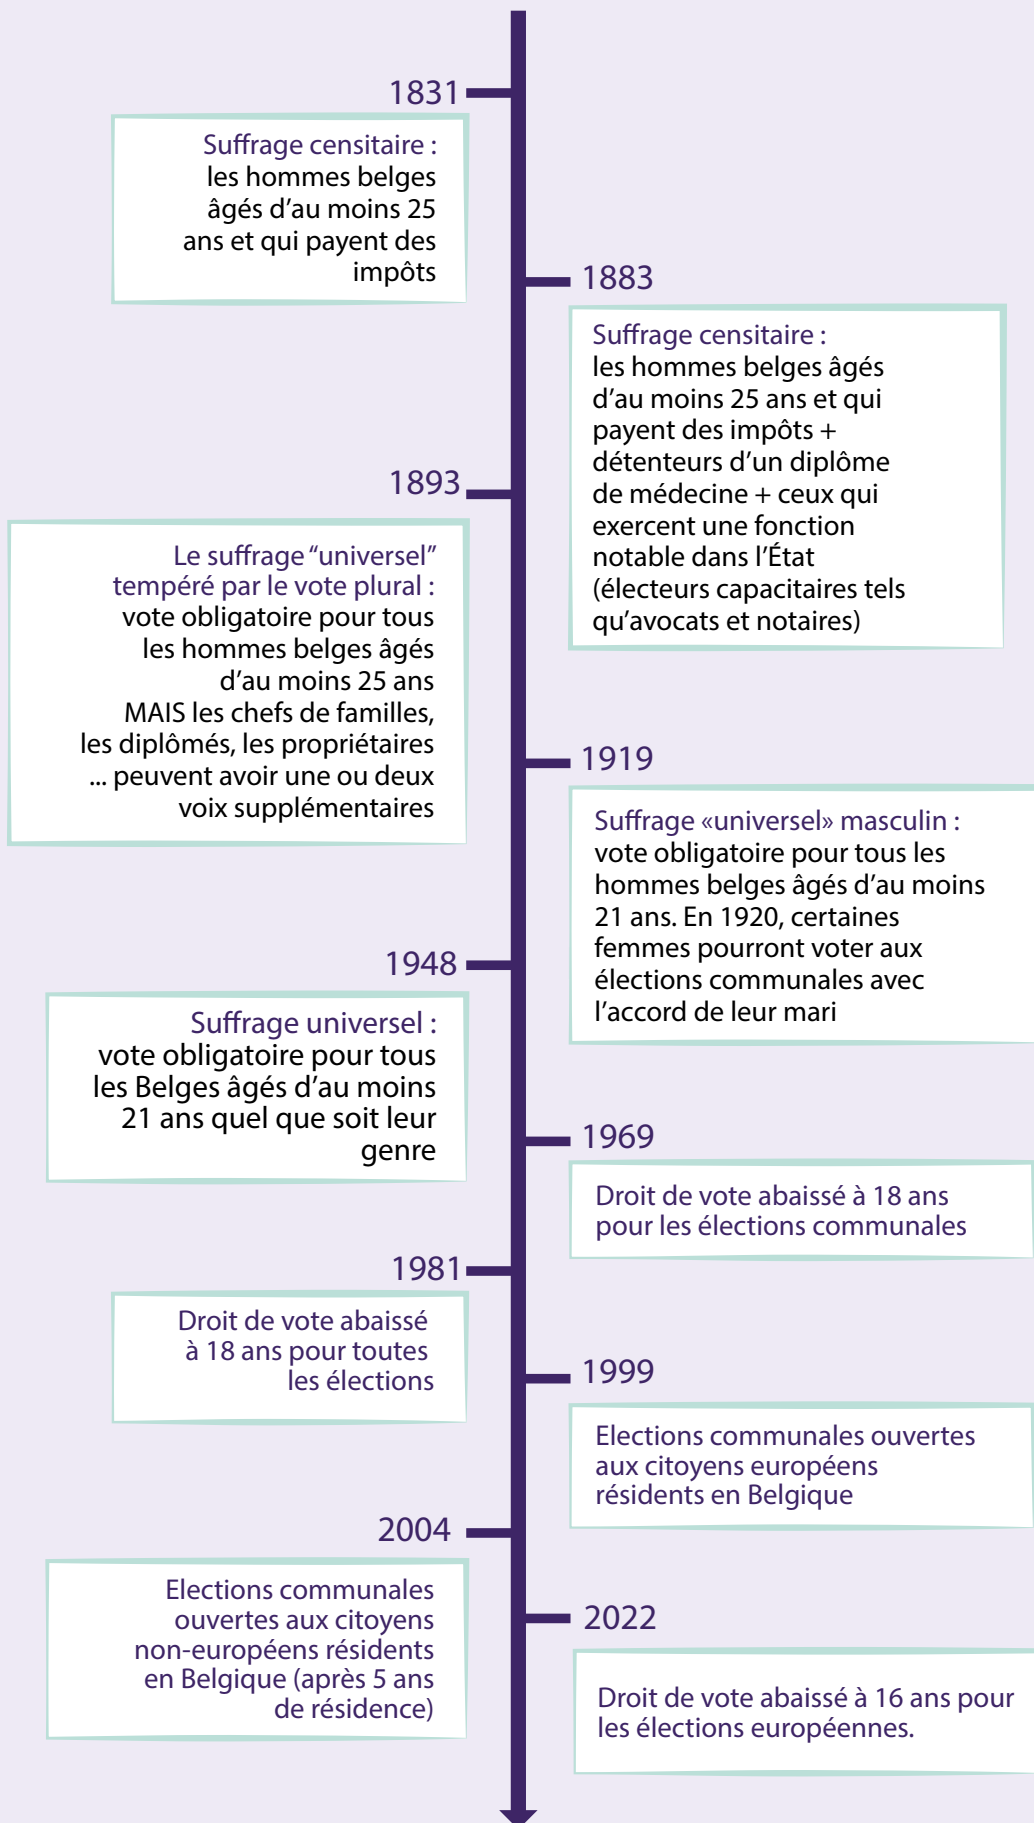 1831
Suffrage censitaire :
les hommes belges
âgés d'au moins 25
ans et qui payent des
impôts
1883
Suffrage censitaire :
les hommes belges âgés
d'au moins 25 ans et qui
payent des impôts +
détenteurs d'un diplôme
de médecine + ceux qui
exercent une fonction
notable dans l'État
(électeurs capacitaires tels
qu'avocats et notaires)
1893
Le suffrage “universel”
tempéré par le vote plural :
vote obligatoire pour tous
les hommes belges âgés
d'au moins 25 ans
MAIS les chefs de familles,
les diplômés, les propriétaires
... peuvent avoir une ou deux
voix supplémentaires
1919
Suffrage «universel» masculin :
vote obligatoire pour tous les
hommes belges âgés d'au moins
21 ans. En 1920, certaines
femmes pourront voter aux
élections communales avec
l'accord de leur mari
1948
Suffrage universel :
vote obligatoire pour tous
les Belges âgés d'au moins
21 ans quel que soit leur
genre
1969
Droit de vote abaissé à 18 ans
pour les élections communales
1981
Droit de vote abaissé
à 18 ans pour toutes
les élections
1999
Elections communales ouvertes
aux citoyens européens
résidents en Belgique
2004
Elections communales
ouvertes aux citoyens
non-européens résidents
en Belgique (après 5 ans
de résidence)
2022
Droit de vote abaissé à 16 ans pour
les élections européennes.